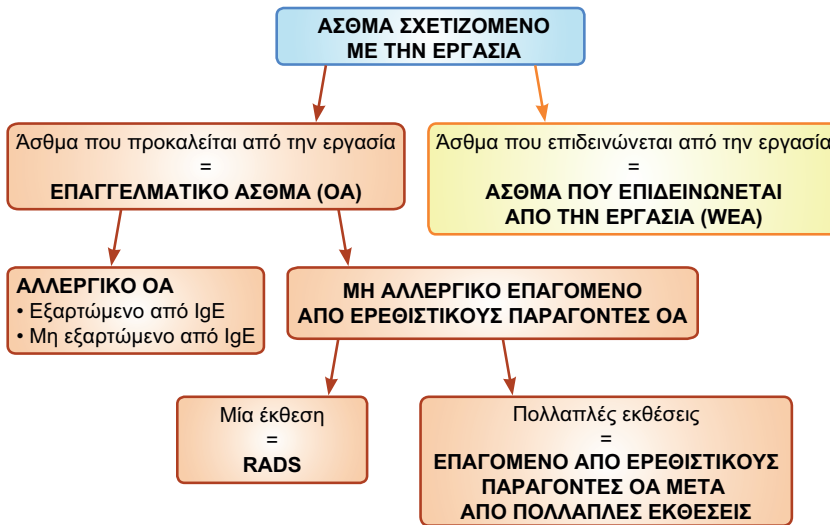 ΑΣΘΜΑ ΣΧΕΤΙΖΟΜΕΝΟ
ΜΕ ΤΗΝ ΕΡΓΑΣΙΑ
Άσθμα που προκαλείται από την εργασία
=
ΕΠΑΓΓΕΛΜΑΤΙΚΟ ΑΣΘΜΑ (ΟΑ)
Άσθμα που επιδεινώνεται από την εργασία
=
ΑΣΘΜΑ ΠΟΥ ΕΠΙΔΕΙΝΩΝΕΤΑΙ
ΑΠΟ ΤΗΝ ΕΡΓΑΣΙΑ (WEA)
ΑΛΛΕΡΓΙΚΟ ΟΑ
• Εξαρτώμενο από IgE
• Μη εξαρτώμενο από IgE
ΜΗ ΑΛΛΕΡΓΙΚΟ ΕΠΑΓΟΜΕΝΟ
ΑΠΟ ΕΡΕΘΙΣΤΙΚΟΥΣ ΠΑΡΑΓΟΝΤΕΣ ΟΑ
Μία έκθεση
=
RADS
Πολλαπλές εκθέσεις
=
ΕΠΑΓΟΜΕΝΟ ΑΠΟ ΕΡΕΘΙΣΤΙΚΟΥΣ
ΠΑΡΑΓΟΝΤΕΣ ΟΑ ΜΕΤΑ
ΑΠΟ ΠΟΛΛΑΠΛΕΣ ΕΚΘΕΣΕΙΣ